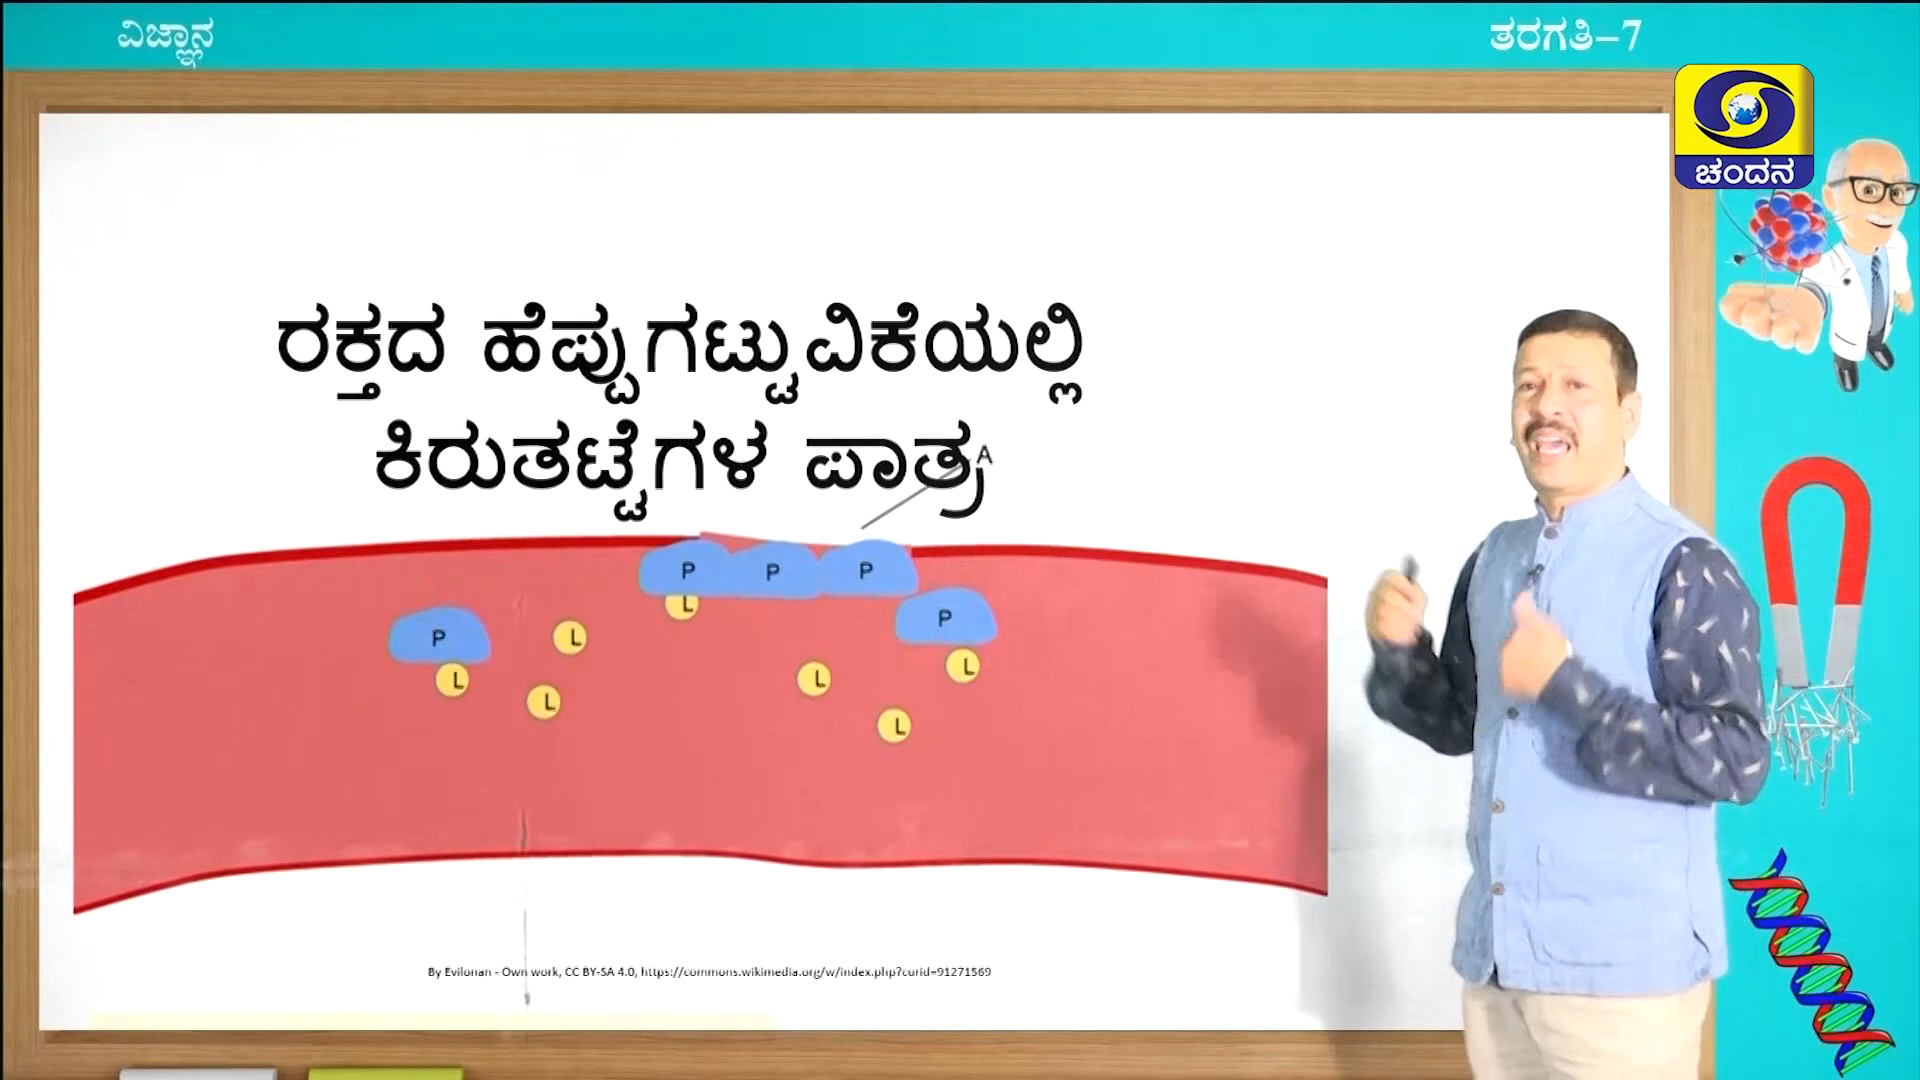 ವಿಜ್ಞಾನ
ತರಗತಿ-7
ಚಂದನ
ರಕ್ತದ ಹೆಪ್ಪುಗಟ್ಟುವಿಕೆಯಲ್ಲಿ
ಕಿರುತಟ್ಟೆಗಳ ಪಾತ್ರ
A
P P P
L
P
P
L
L
L
L
L
L
By Evilonan - Own work, CC BY-SA 4.0, https://commons.wikimedia.org/w/index.php?curid=91271569